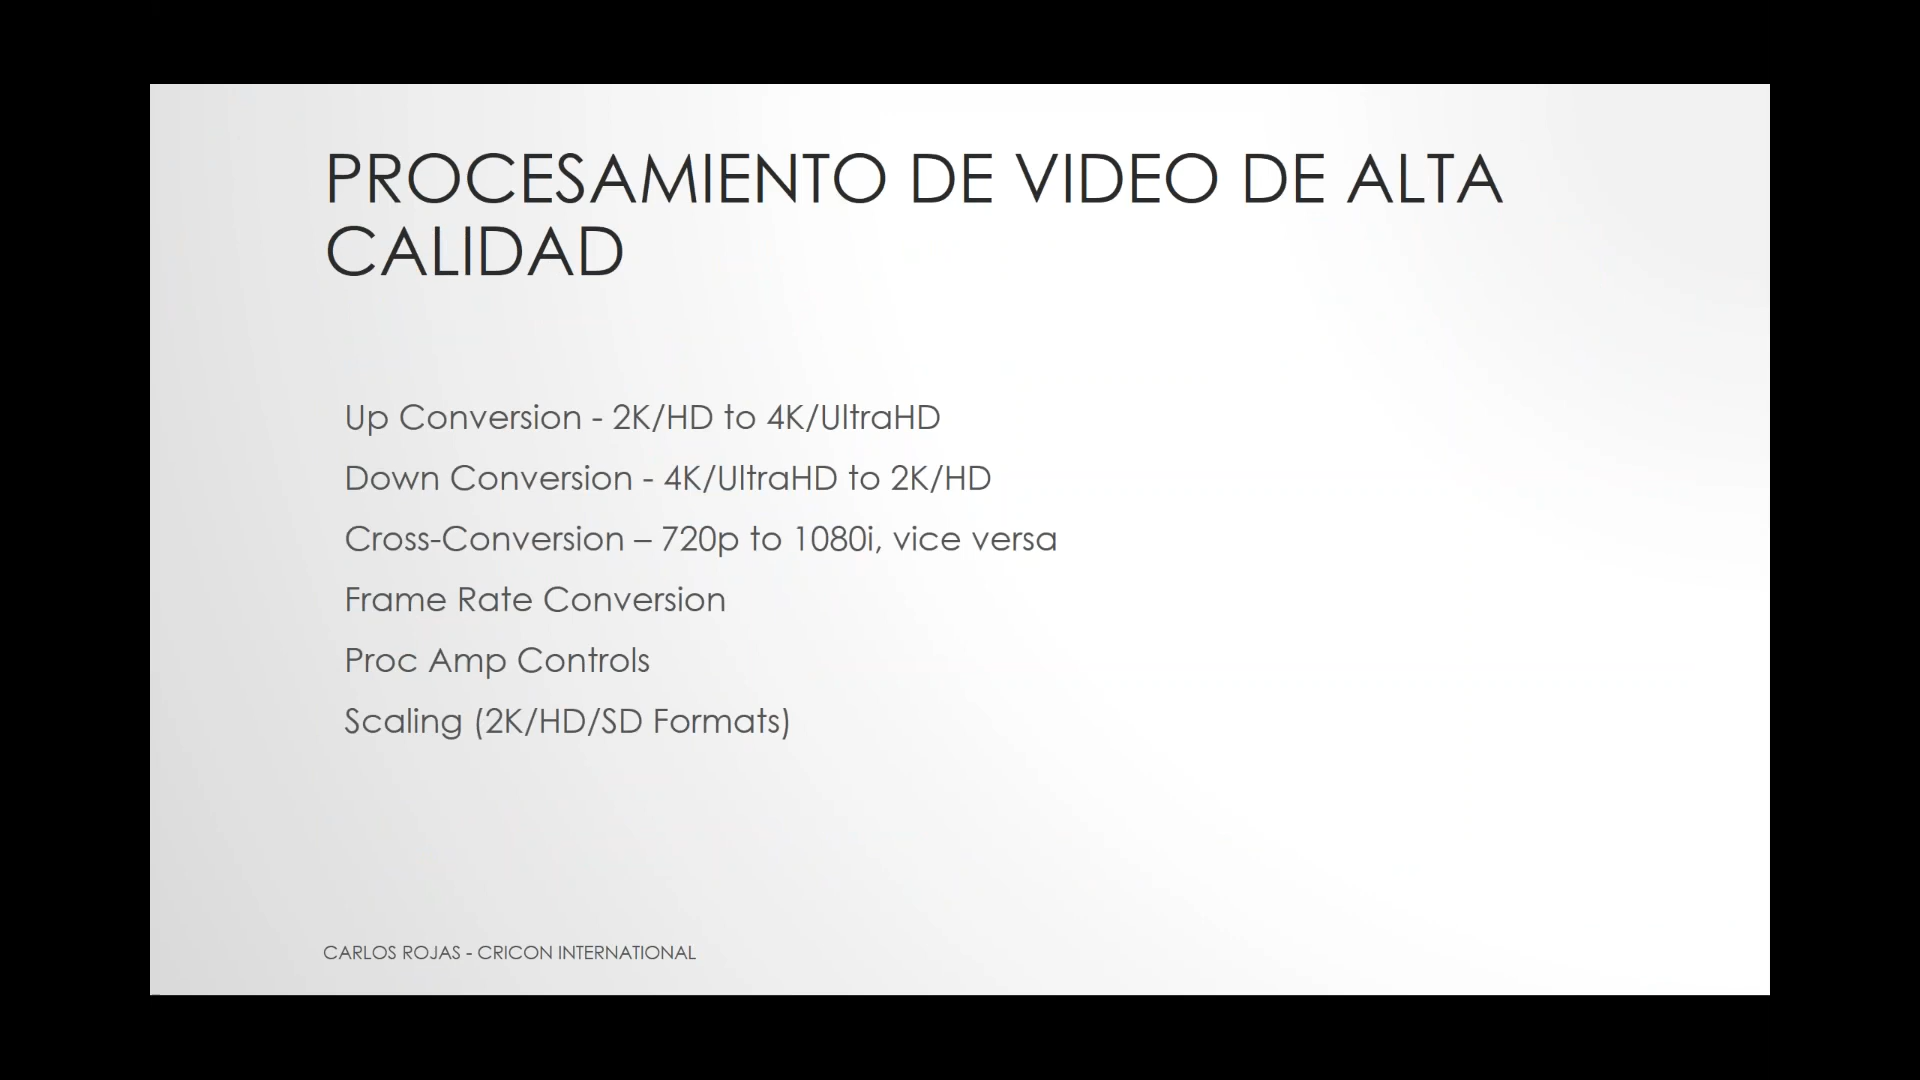 PROCESAMIENTO DE VIDEO DE ALTA
CALIDAD
Up Conversion - 2K/HD to 4K/UltraHD
Down Conversion - 4K/UltraHD to 2K/HD
Cross-Conversion – 720p to 1080i, vice versa
Frame Rate Conversion
Proc Amp Controls
Scaling (2K/HD/SD Formats)
CARLOS ROJAS - CRICON INTERNATIONAL